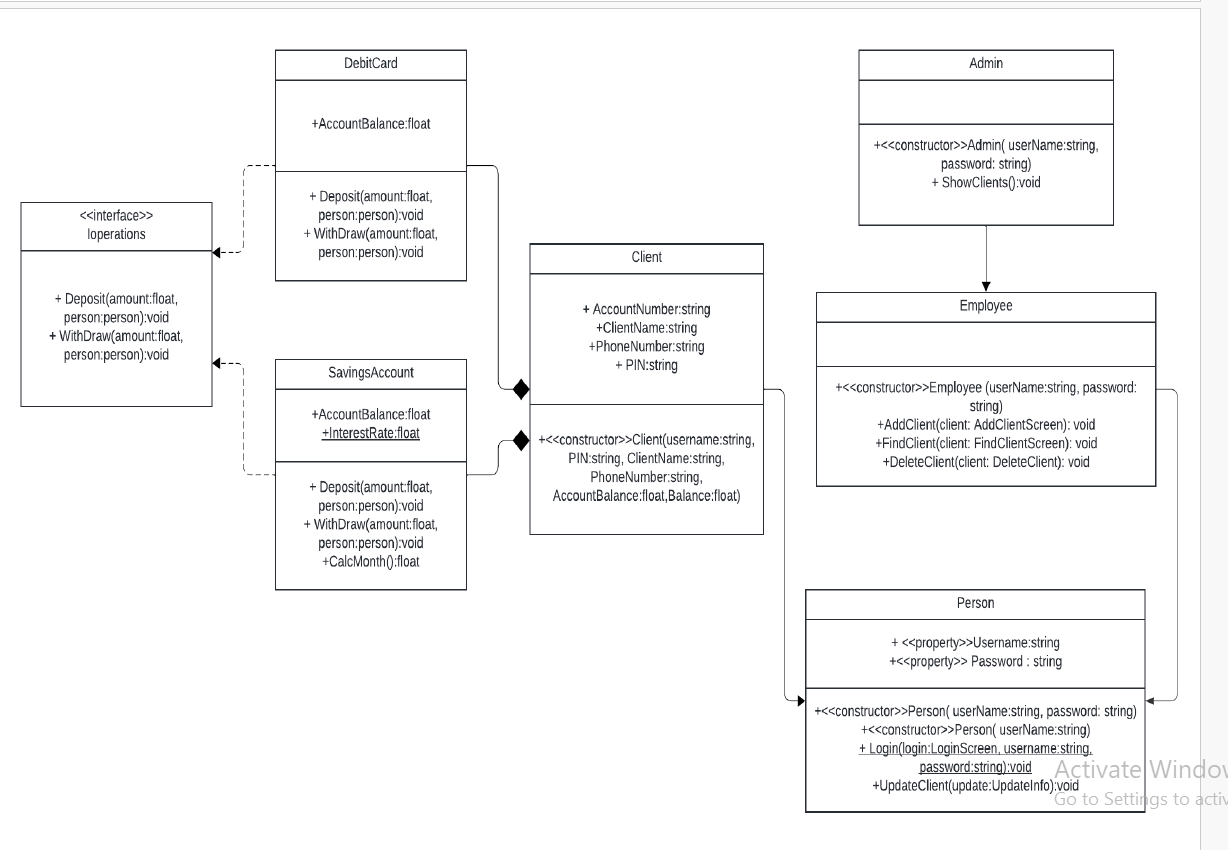 DebitCard
+AccountBalance:float
+ Deposit(amount:float,
person:person):void
+ WithDraw(amount:float,
person:person):void
<<interface>>
Ioperations
+ Deposit(amount:float,
person:person):void
+ WithDraw(amount:float,
person:person):void
SavingsAccount
+AccountBalance:float
+InterestRate:float
+ Deposit(amount:float,
person:person):void
+ WithDraw(amount:float,
person:person):void
+CalcMonth():float
Client
+ AccountNumber:string
+ClientName:string
+PhoneNumber:string
+ PIN:string
+<<constructor>>Client(username:string,
PIN:string, ClientName:string,
PhoneNumber:string,
AccountBalance:float,Balance:float)
Admin
+<<constructor>>Admin( userName:string,
password: string)
+ ShowClients():void
Employee
+<<constructor>>Employee (userName:string, password:
string)
+AddClient(client: AddClientScreen): void
+FindClient(client: FindClientScreen): void
+DeleteClient(client: DeleteClient): void
Person
+ <<property>>Username:string
+<<property>> Password : string
+<<constructor>>Person( userName:string, password: string)
+<<constructor>>Person( userName:string)
+ Login(login:LoginScreen, username:string,
password:string):void
+UpdateClient(update:UpdateInfo):void
Activate Window
Go to Settings to activ